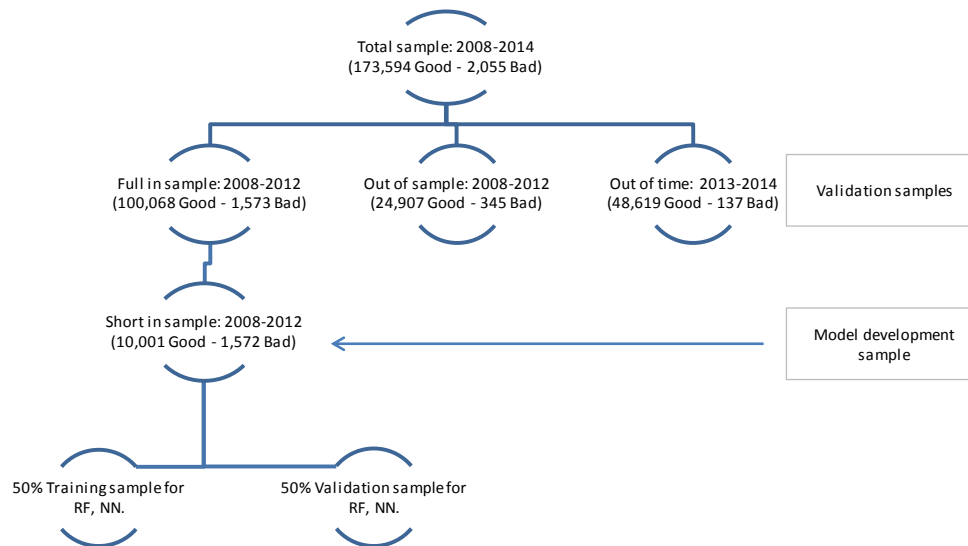 Total sample: 2008-2014
(173,594 Good - 2,055 Bad)
Full in sample: 2008-2012
(100,068 Good - 1,573 Bad)
Out of sample: 2008-2012
(24,907 Good - 345 Bad)
Out of time: 2013-2014
(48,619 Good - 137 Bad)
Validation samples
Short in sample: 2008-2012
(10,001 Good - 1,572 Bad)
Model development
sample
50% Training sample for
RF, NN.
50% Validation sample for
RF, NN.